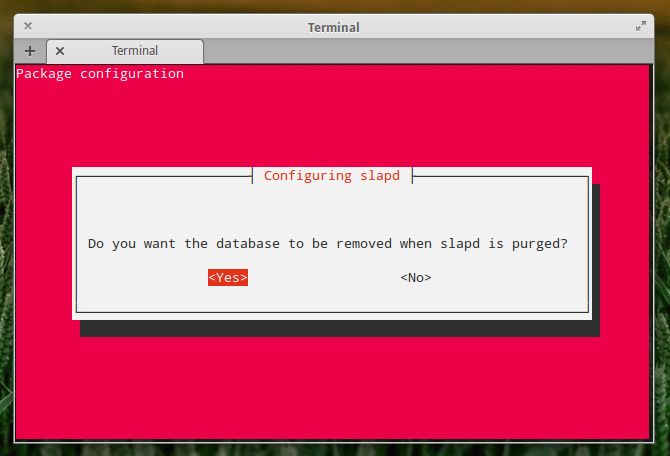 Terminal
Terminal
Package configuration
Configuring slapd
Do you want the database to be removed when slapd is purged?
<Yes> <No>